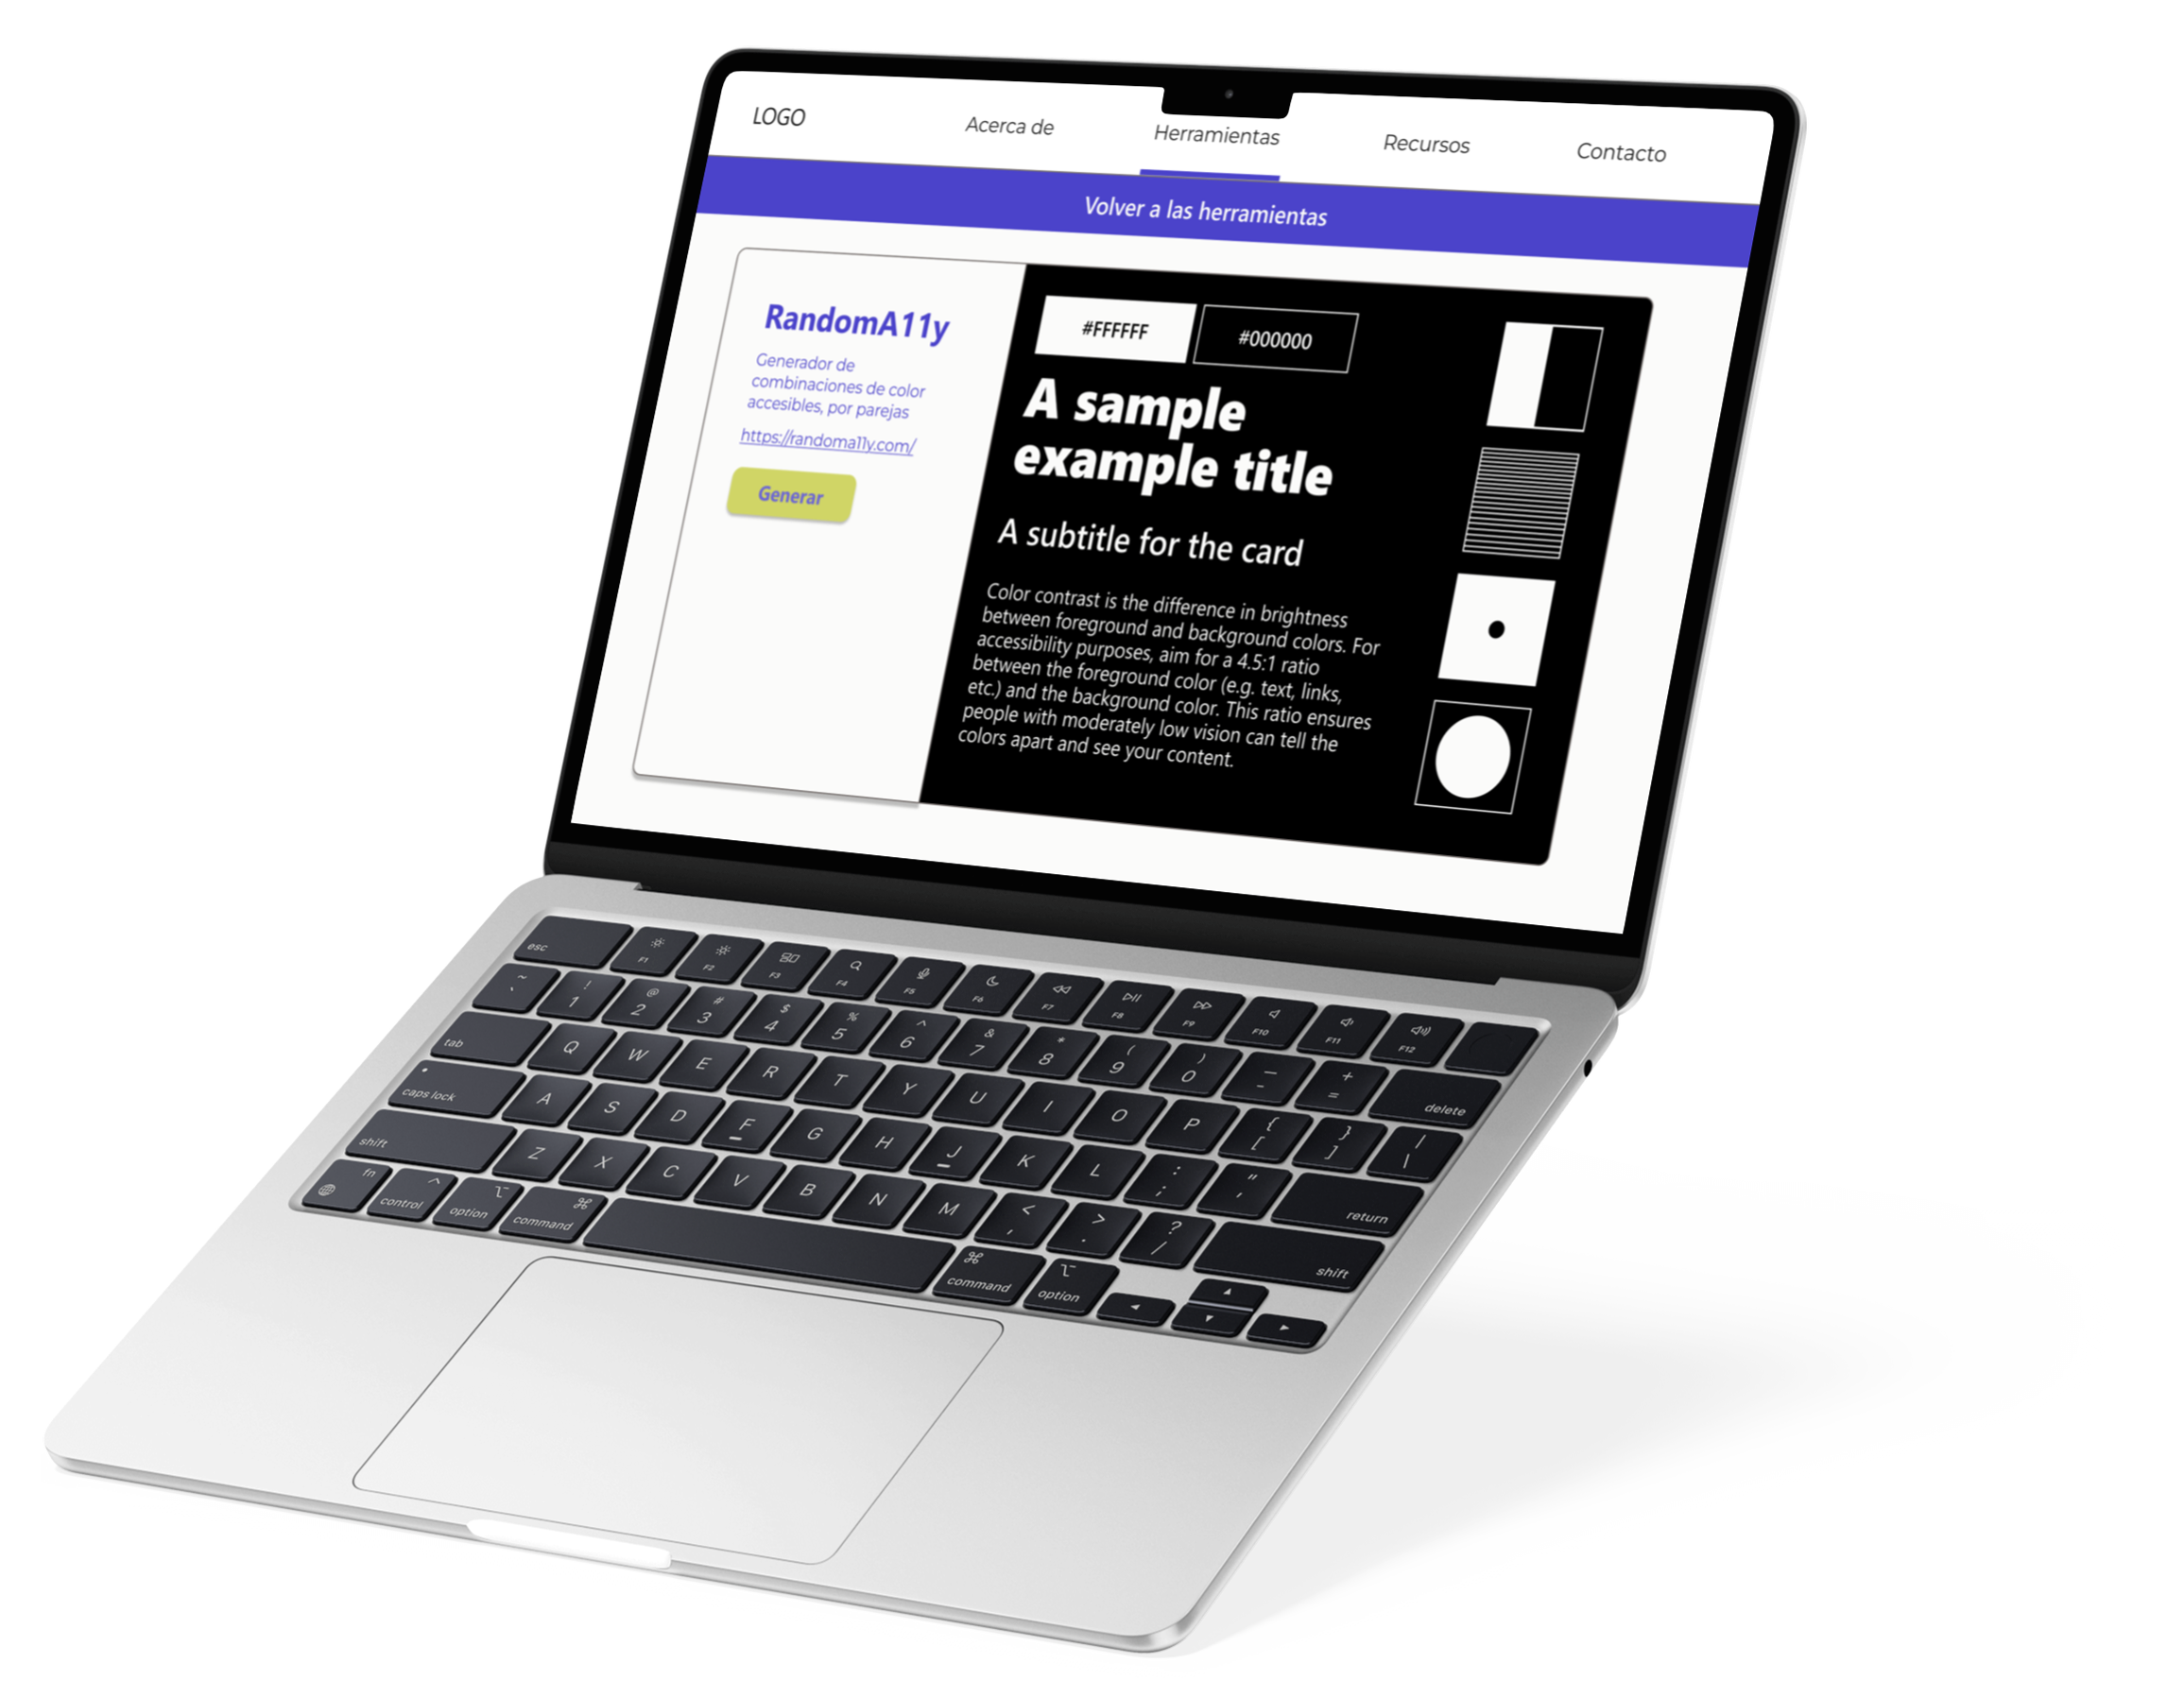 LOGO
Acerca de
Herramientas
Recursos
Contacto
Volver a las herramientas
RandomA11y
Generador de
combinaciones de color
accesibles, por parejas
https://randoma11y.com/
Generar
#FFFFFF
#000000
A sample
example title
A subtitle for the card
Color contrast is the difference in brightness
between foreground and background colors. For
accessibility purposes, aim for a 4.5:1 ratio
between the foreground color (e.g. text, links,
etc.) and the background color. This ratio ensures
people with moderately low vision can tell the
colors apart and see your content.
esc F1 F2 F3 F4 F5 F6 F7 F8 F9 F10 F11 F12
~ ! @ # $ % ^ & * ( ) — +
` 1 2 3 4 5 6 7 8 9 0 - = delete
tab Q W E R T Y U I O P { [ } ] | \
caps lock A S D F G H J K L : ; " ' return
shift Z X C V B N M < , > . ? / shift
fn control option command command option